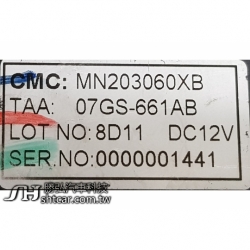 CMC: MN203060XB
TAA: 07GS-661AB
LOT NO:8D11 DC12V
SER.NO:0000001441
shtcar.com.tw